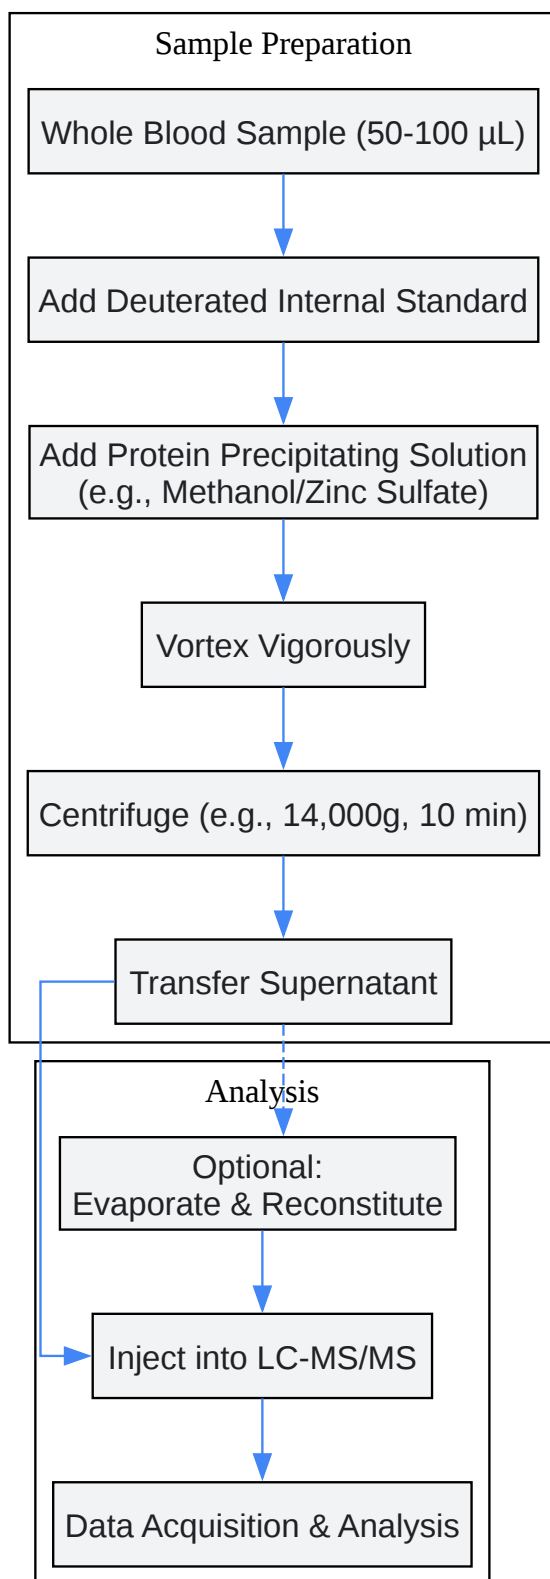 Sample Preparation
Whole Blood Sample (50-100 µL)
Add Deuterated Internal Standard
Add Protein Precipitating Solution
(e.g., Methanol/Zinc Sulfate)
Vortex Vigorously
Centrifuge (e.g., 14,000g, 10 min)
Transfer Supernatant
Analysis
Optional:
Evaporate & Reconstitute
Inject into LC-MS/MS
Data Acquisition & Analysis